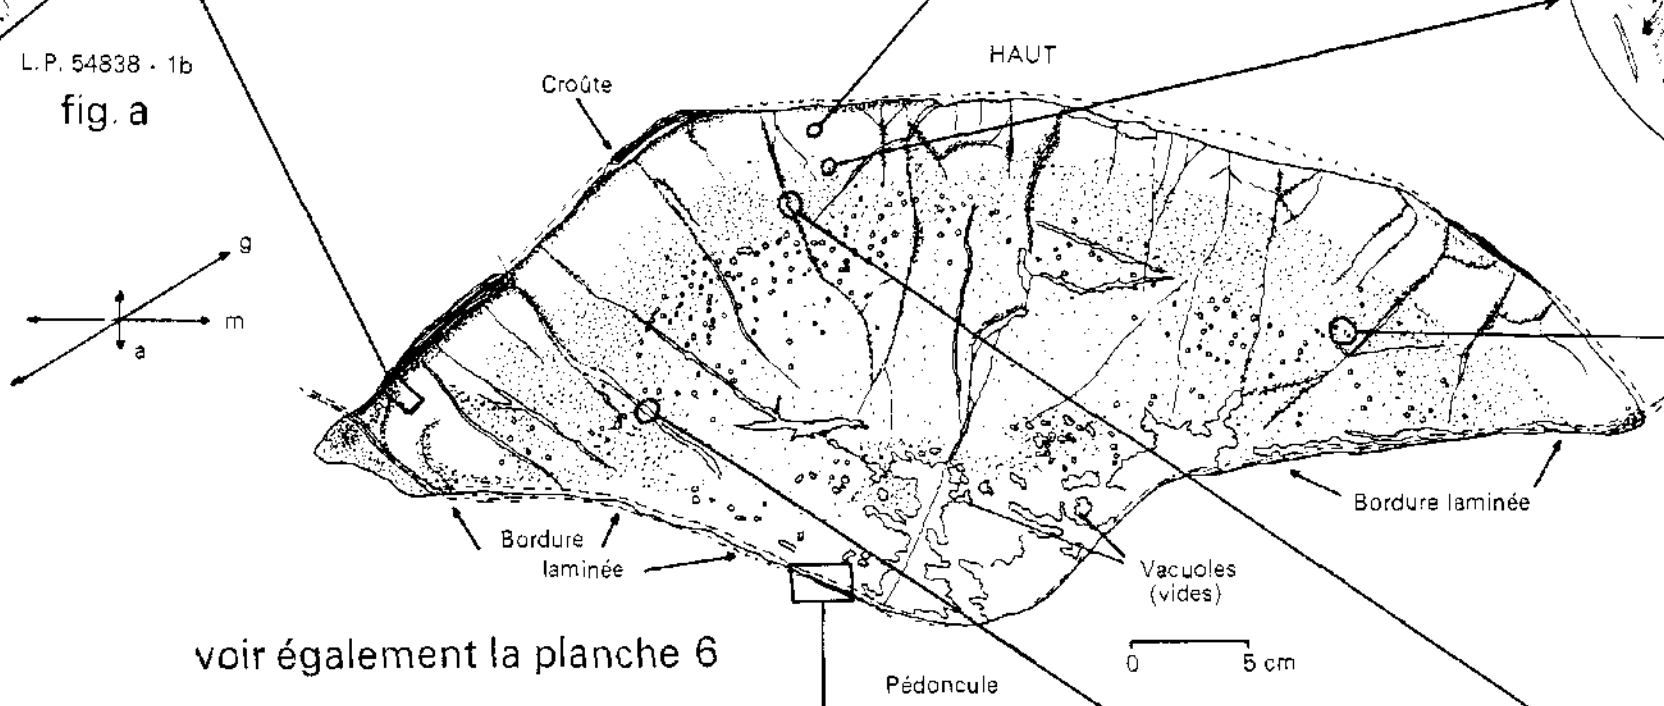 L.P. 54838 - 1b
fig. a
HAUT
Croûte
g
m
a
Bordure laminée
Bordure
laminée
Vacuoles
(vides)
voir également la planche 6
0 5 cm
Pédoncule